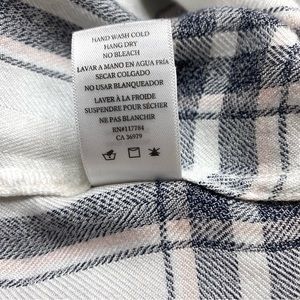 HAND WASH COLD
HANG DRY
NO BLEACH
LAVAR A MANO EN AGUA FRÍA
SECAR COLGADO
NO USAR BLANQUEADOR
LAVER À LA FROIDE
SUSPENDRE POUR SÉCHER
NE PAS BLANCHIR
RN#117784
CA 36979